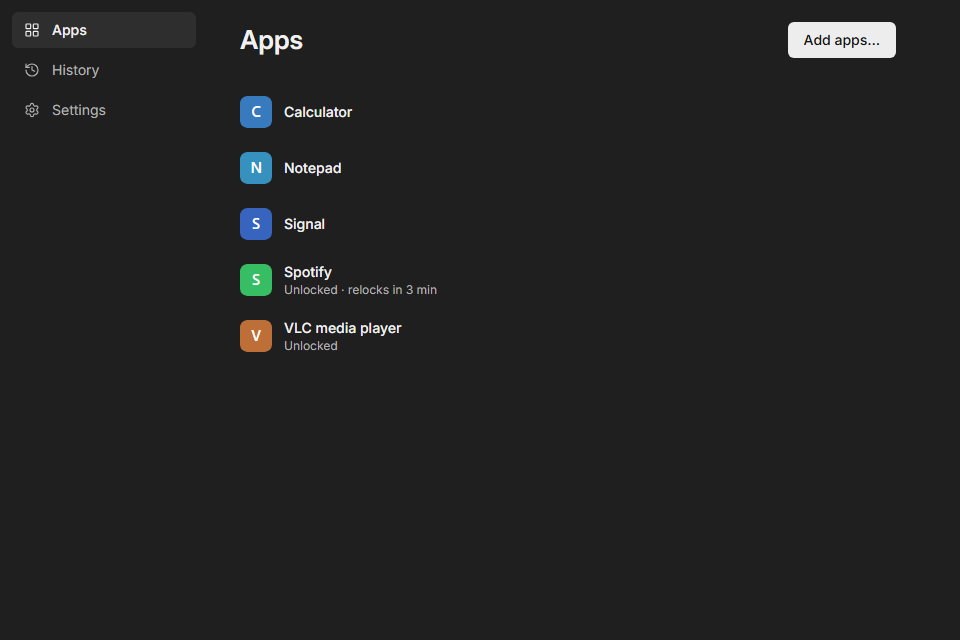 Apps
History
Settings
Apps
Add apps...
C
Calculator
N
Notepad
S
Signal
S
Spotify
Unlocked · relocks in 3 min
V
VLC media player
Unlocked